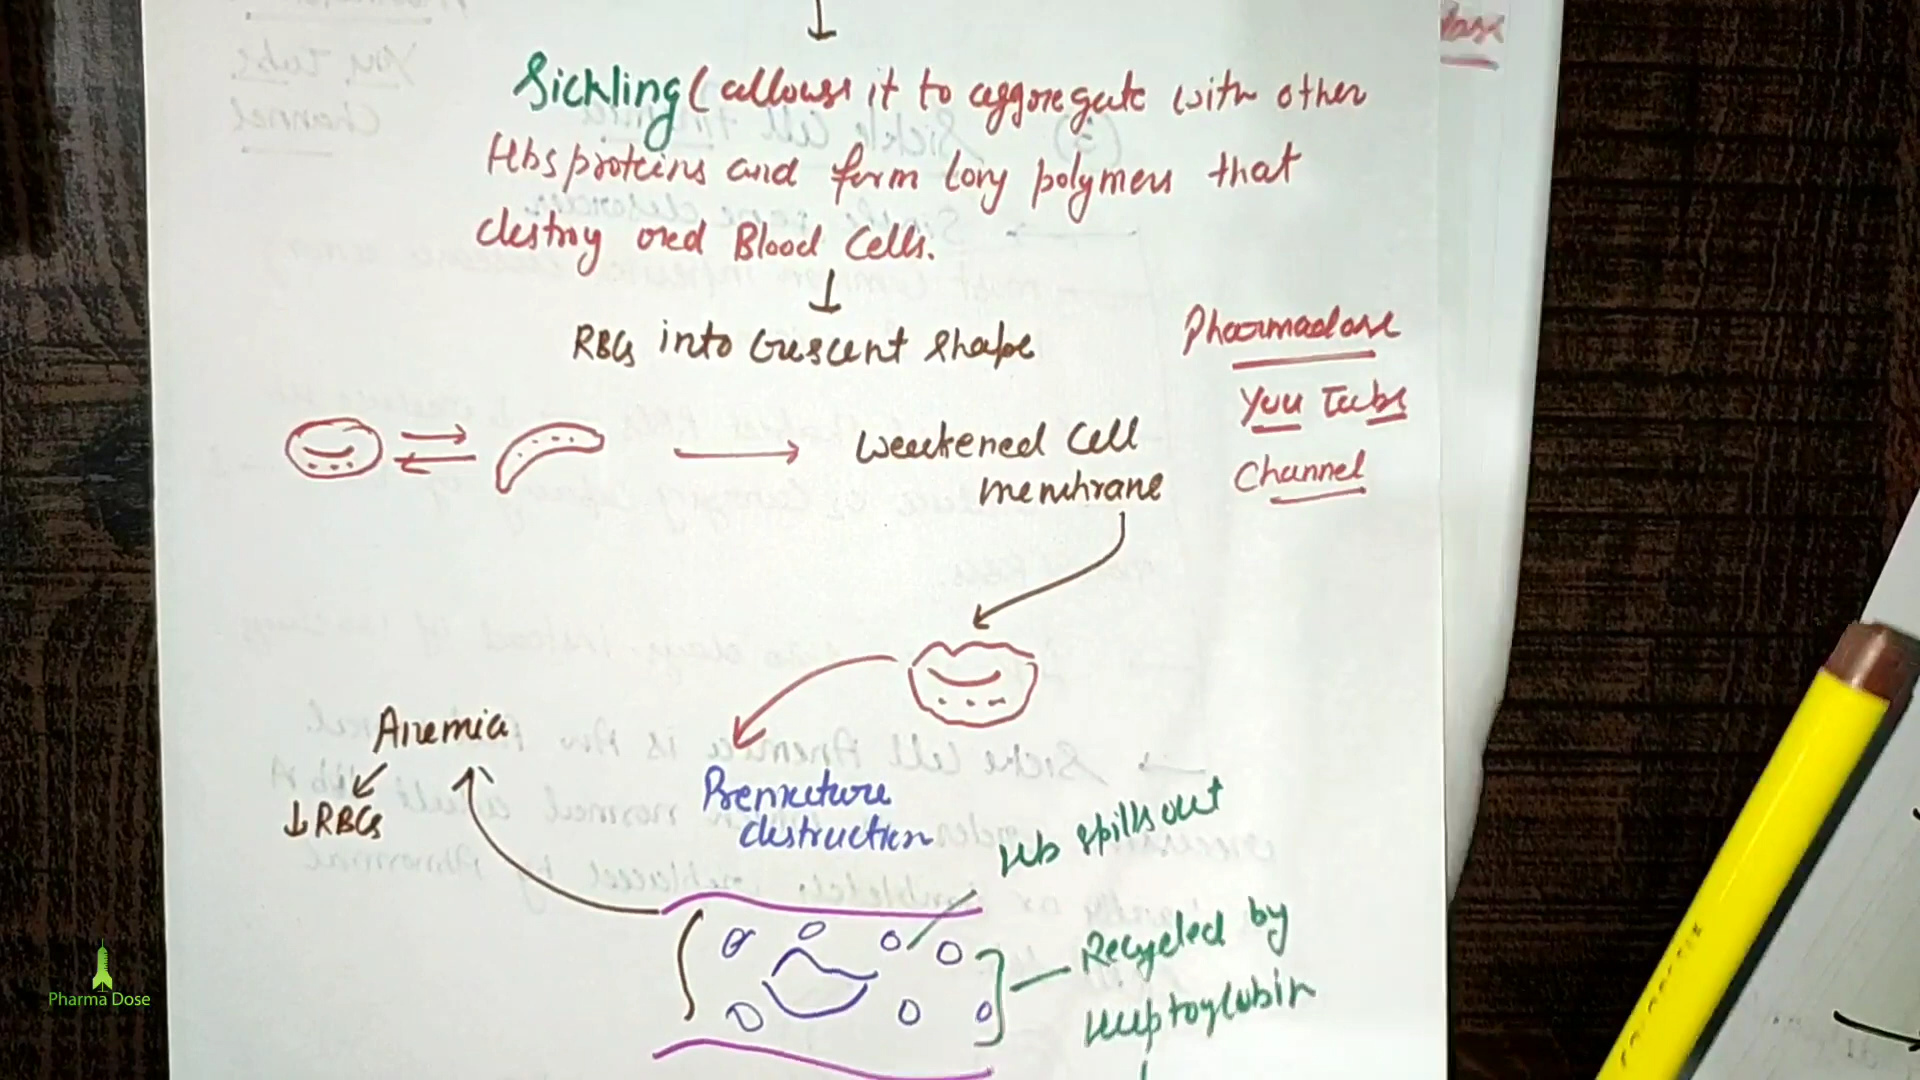 Sickling (allows it to aggregate with other
Hbs proteins and form long polymers that
destroy red Blood Cells.
RBCs into Crescent shape
Pharmadose
You Tube
Channel
Weakened Cell
membrane
Anemia
↓RBCs
Premature
destruction
Hb spills out
Recycled by
Heptoglobin
Pharma Dose